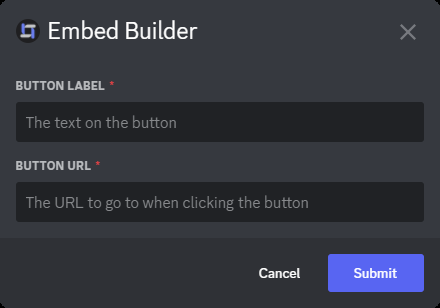 Embed Builder
BUTTON LABEL *
The text on the button
BUTTON URL *
The URL to go to when clicking the button
Cancel Submit